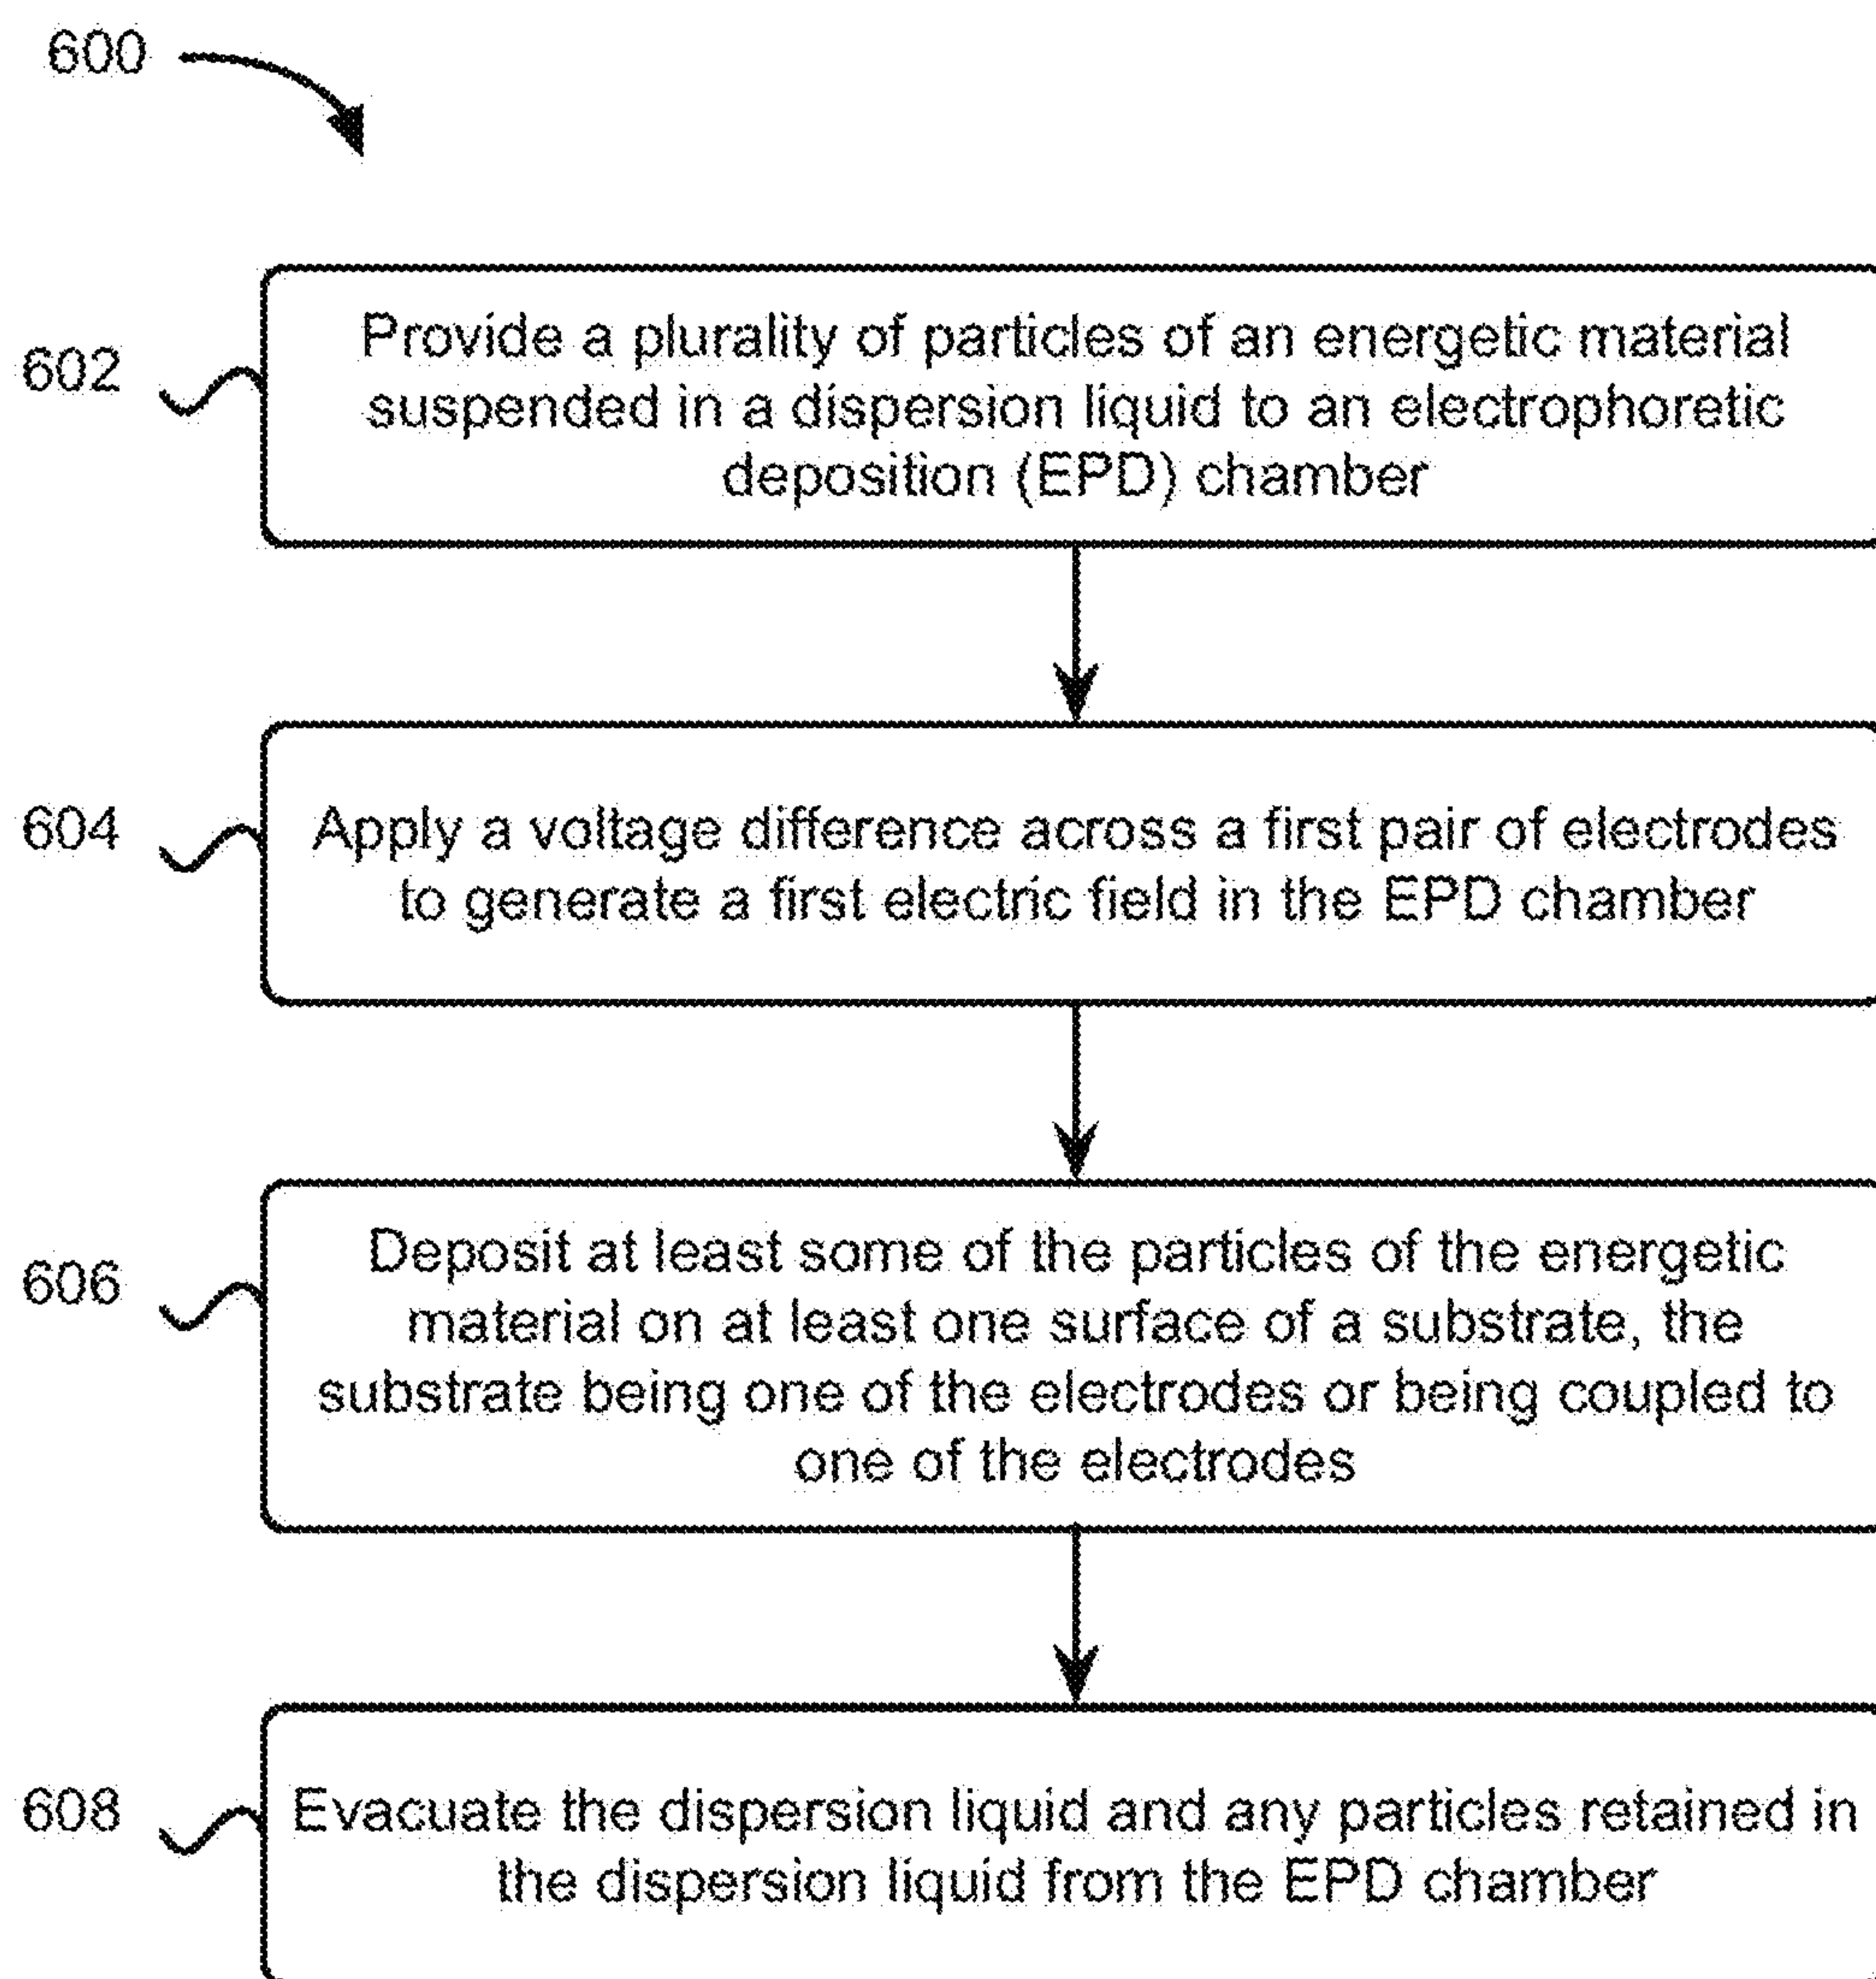 600
602
Provide a plurality of particles of an energetic material
suspended in a dispersion liquid to an electrophoretic
deposition (EPD) chamber
604
Apply a voltage difference across a first pair of electrodes
to generate a first electric field in the EPD chamber
606
Deposit at least some of the particles of the energetic
material on at least one surface of a substrate, the
substrate being one of the electrodes or being coupled to
one of the electrodes
608
Evacuate the dispersion liquid and any particles retained in
the dispersion liquid from the EPD chamber